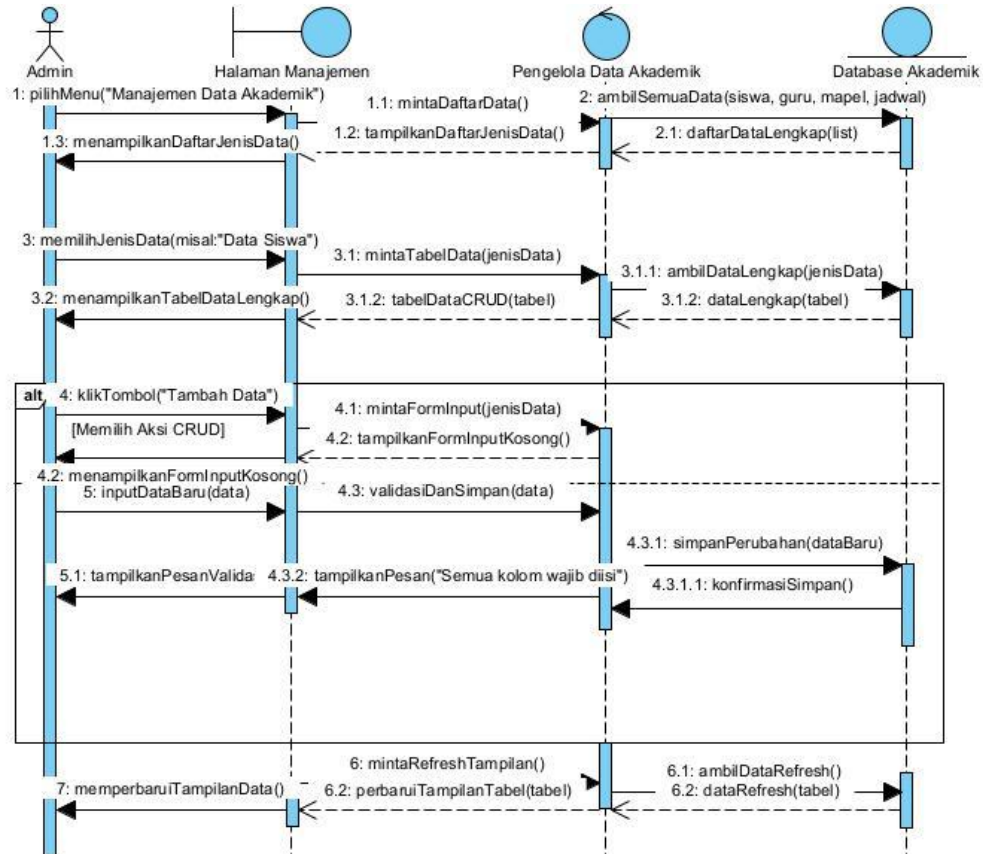 Admin
Halaman Manajemen
Pengelola Data Akademik
Database Akademik
1: pilihMenu("Manajemen Data Akademik")
1.1: mintaDaftarData()
2: ambilSemuaData(siswa, guru, mapel, jadwal)
1.2: tampilkanDaftarJenisData()
2.1: daftarDataLengkap(list)
1.3: menampilkanDaftarJenisData()
3: memilihJenisData(misal:"Data Siswa")
3.1: mintaTabelData(jenisData)
3.1.1: ambilDataLengkap(jenisData)
3.2: menampilkanTabelDataLengkap()
3.1.2: tabelDataCRUD(tabel)
3.1.2: dataLengkap(tabel)
alt
4: klikTombol("Tambah Data")
4.1: mintaFormInput(jenisData)
[Memilih Aksi CRUD]
4.2: tampilkanFormInputKosong()
4.2: menampilkanFormInputKosong()
5: inputDataBaru(data)
4.3: validasiDanSimpan(data)
4.3.1: simpanPerubahan(dataBaru)
5.1: tampilkanPesanValida
4.3.2: tampilkanPesan("Semua kolom wajib diisi")
4.3.1.1: konfirmasiSimpan()
6: mintaRefreshTampilan()
6.1: ambilDataRefresh()
7: memperbaruiTampilanData()
6.2: perbaruiTampilanTabel(tabel)
6.2: dataRefresh(tabel)